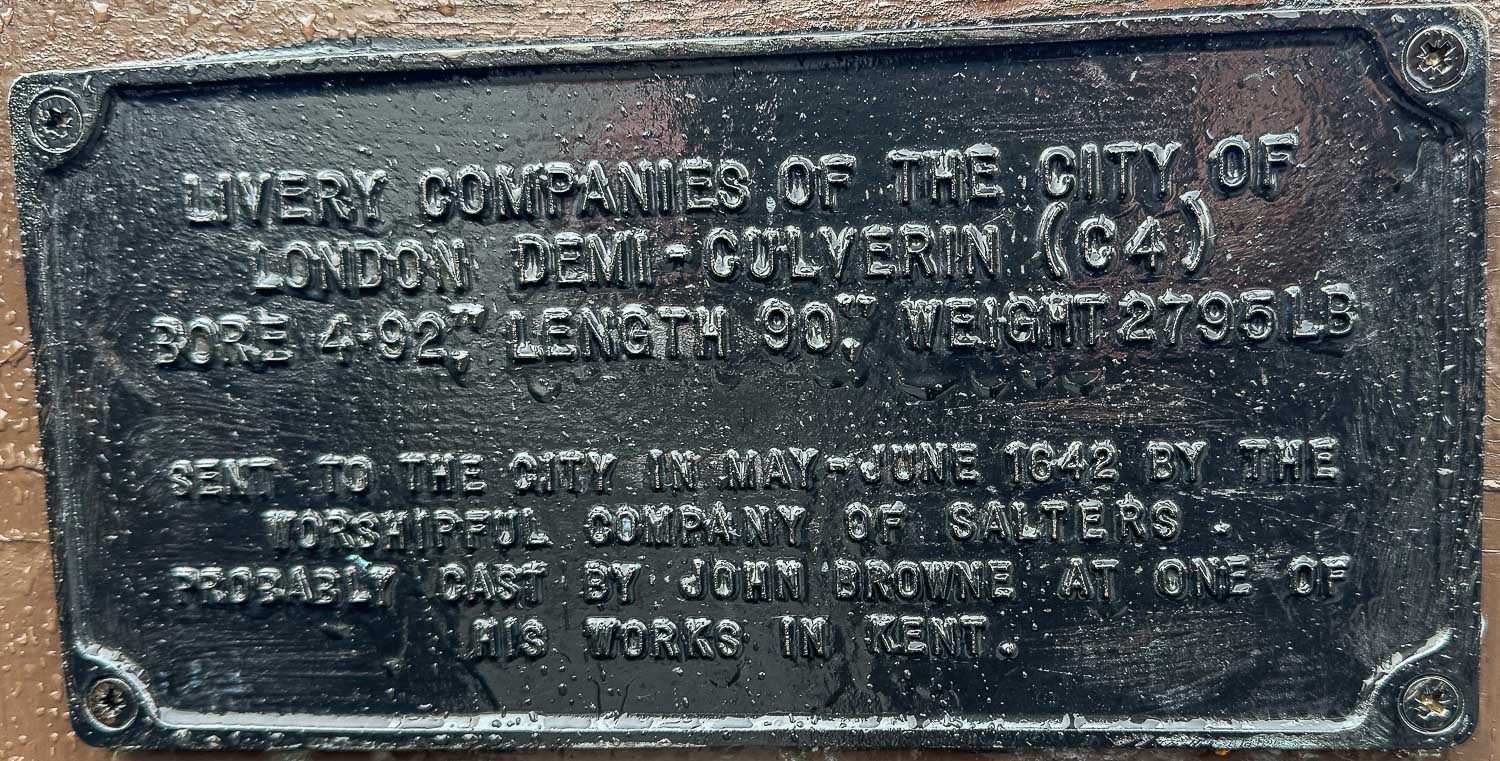 LIVERY COMPANIES OF THE CITY OF
LONDON DEMI-CULVERIN (C4)
BORE 4·92", LENGTH 90", WEIGHT 2795LB
SENT TO THE CITY IN MAY-JUNE 1642 BY THE
WORSHIPFUL COMPANY OF SALTERS.
PROBABLY CAST BY JOHN BROWNE AT ONE OF
HIS WORKS IN KENT.